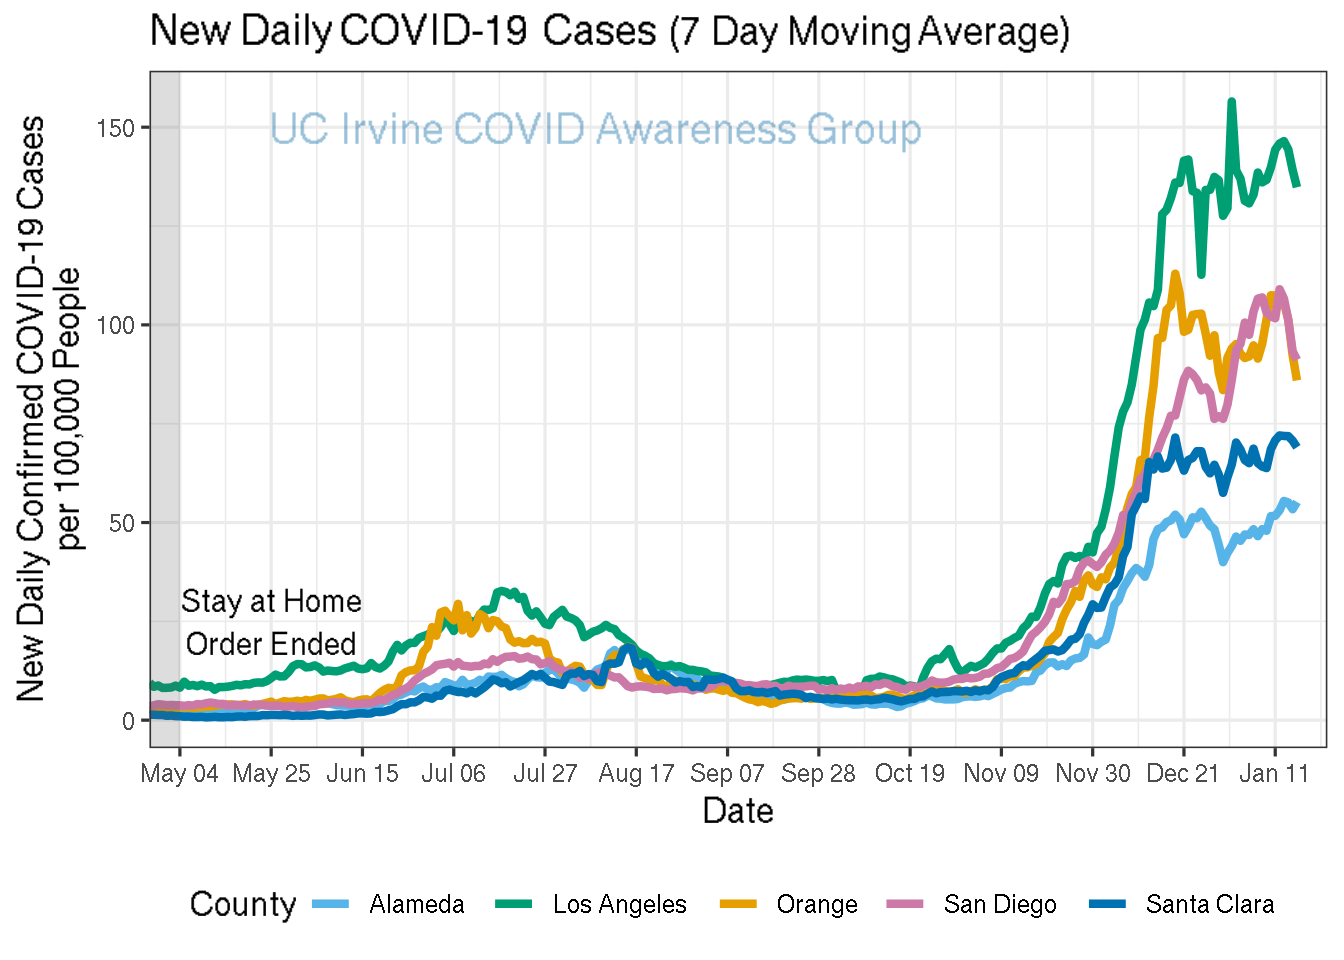 New Daily COVID-19 Cases (7 Day Moving Average)
UC Irvine COVID Awareness Group
New Daily Confirmed COVID-19 Cases
per 100,000 People
150
100
50
0
Stay at Home
Order Ended
May 04 May 25 Jun 15 Jul 06 Jul 27 Aug 17 Sep 07 Sep 28 Oct 19 Nov 09 Nov 30 Dec 21 Jan 11
Date
County Alameda Los Angeles Orange San Diego Santa Clara